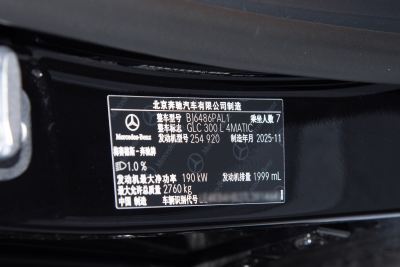 北京奔驰汽车有限公司制造
整车型号 BJ6486PAL1 乘坐人数 7
整车标志 GLC 300 L 4MATIC
发动机型号 254 920 制造年月 2025-11
Mercedes-Benz
梅赛德斯-奔驰牌
1.0 %
发动机最大净功率 190 kW 发动机排量 1999 mL
最大允许总质量 2760 kg
中国 制造 车辆识别代号